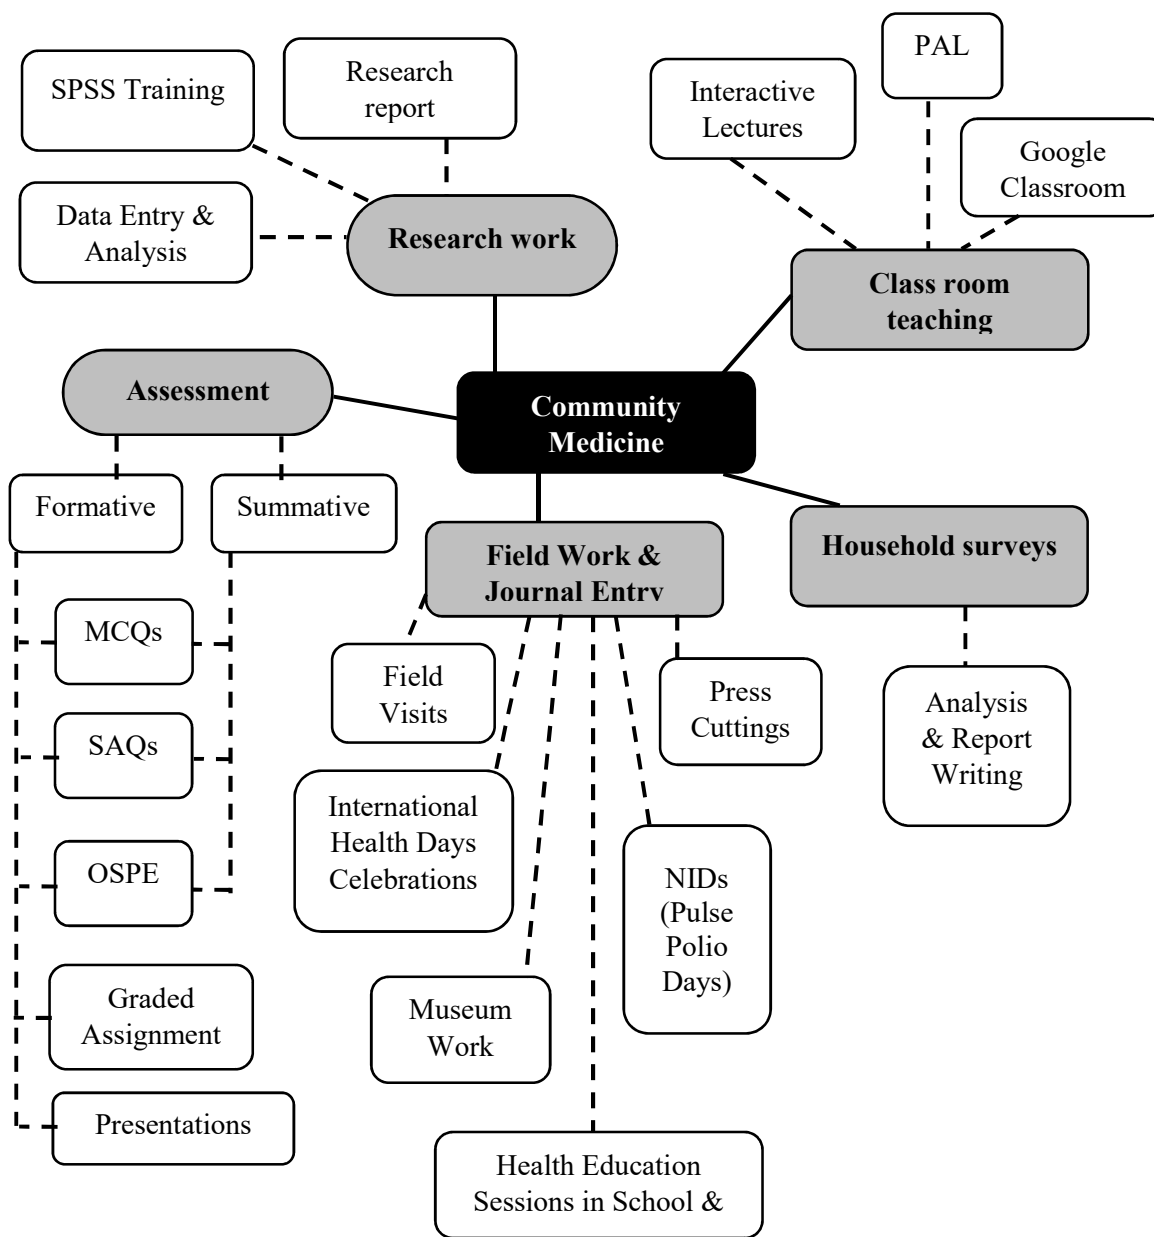 PAL
Research
report
SPSS Training
Interactive
Lectures
Google
Classroom
Data Entry &
Analysis
Research work
Class room
teaching
Assessment
Community
Medicine
Formative
Summative
Field Work &
Journal Entry
Household surveys
MCQs
Field
Visits
Press
Cuttings
Analysis
& Report
Writing
SAQs
International
Health Days
Celebrations
OSPE
NIDs
(Pulse
Polio
Days)
Graded
Assignment
Museum
Work
Presentations
Health Education
Sessions in School &